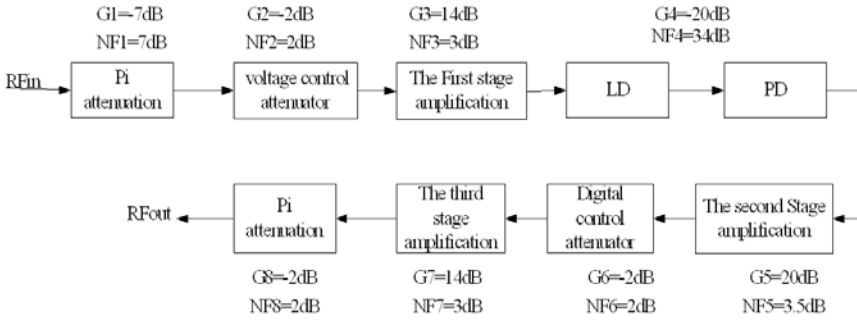 G1=-7dB
NF1=7dB
G2=-2dB
NF2=2dB
G3=14dB
NF3=3dB
G4=-20dB
NF4=34dB
RFin
Pi
attenuation
voltage control
attenuator
The First stage
amplification
LD
PD
RFout
Pi
attenuation
The third
stage
amplification
Digital
control
attenuator
The second Stage
amplification
G8=-2dB
NF8=2dB
G7=14dB
NF7=3dB
G6=-2dB
NF6=2dB
G5=20dB
NF5=3.5dB